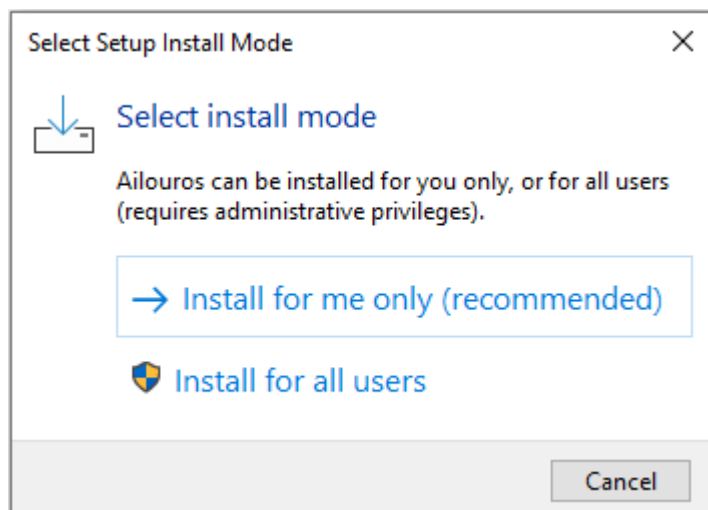 Select Setup Install Mode
Select install mode
Ailouros can be installed for you only, or for all users
(requires administrative privileges).
Install for me only (recommended)
Install for all users
Cancel